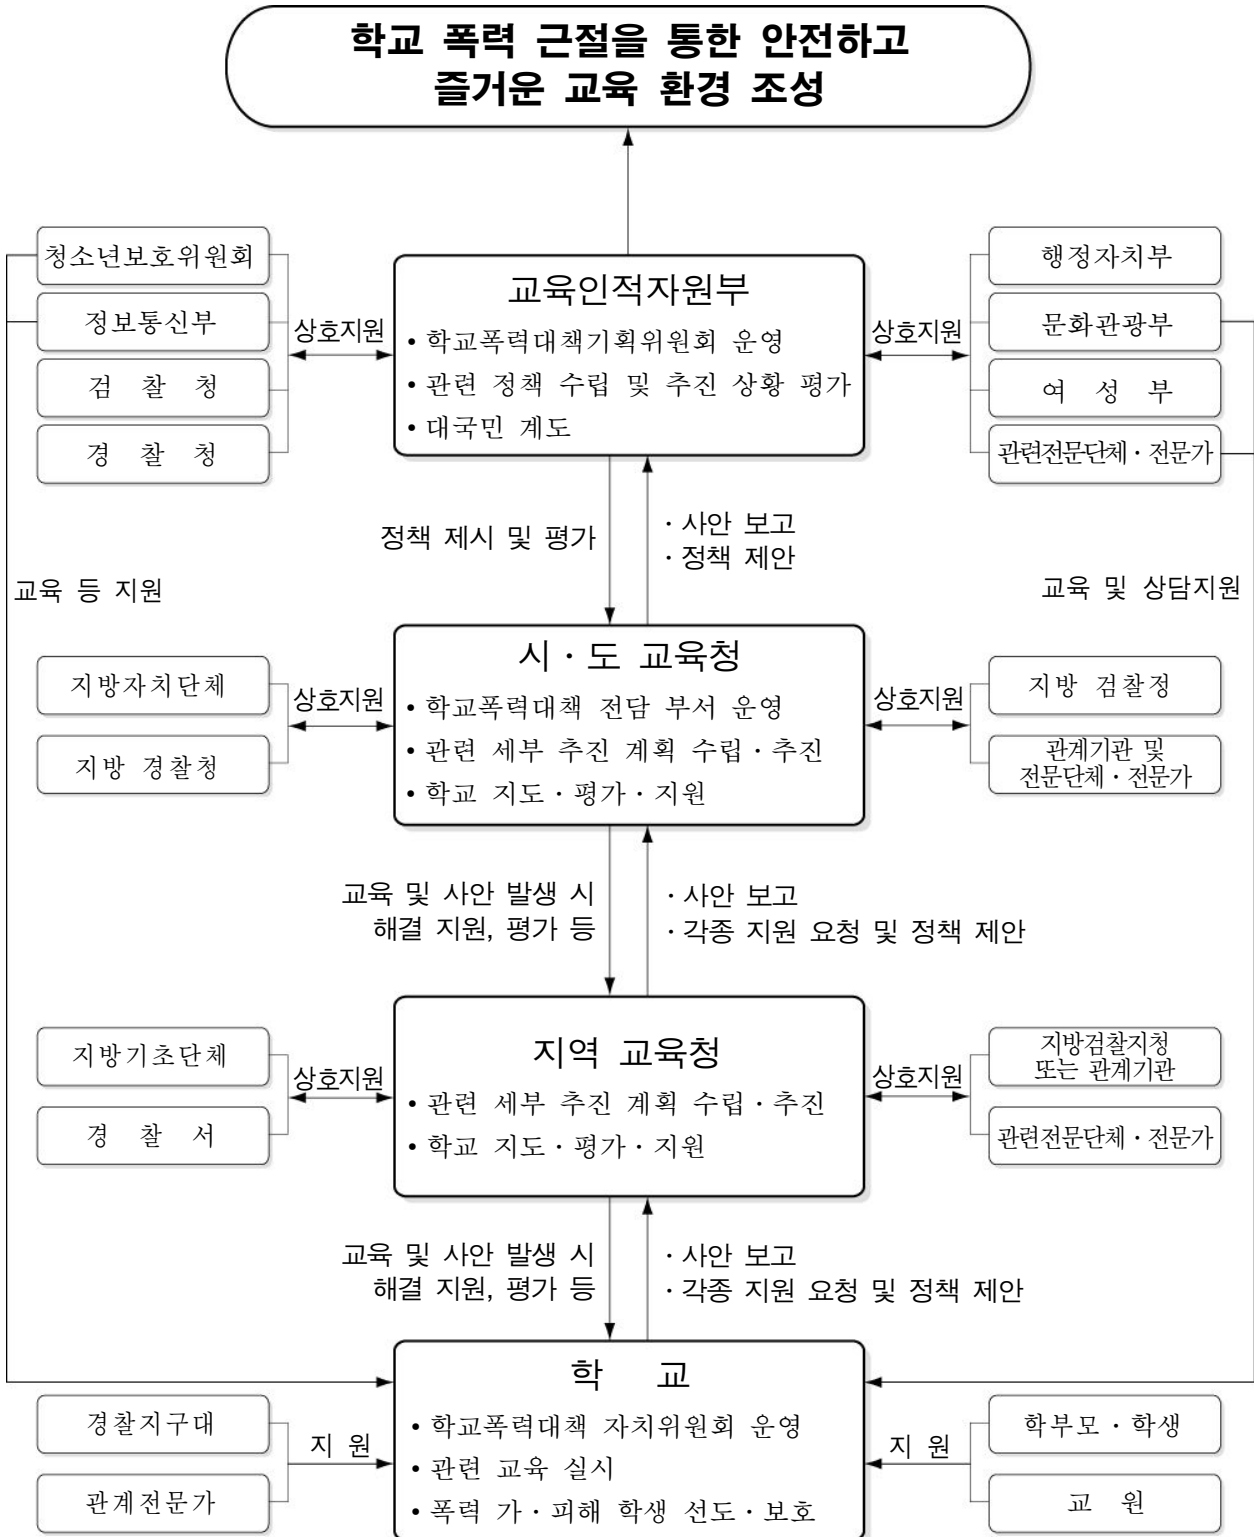 학교 폭력 근절을 통한 안전하고
즐거운 교육 환경 조성
청소년보호위원회
정보통신부
검 찰 청
경 찰 청
상호지원
교육인적자원부
• 학교폭력대책기획위원회 운영
• 관련 정책 수립 및 추진 상황 평가
• 대국민 계도
상호지원
행정자치부
문화관광부
여 성 부
관련전문단체·전문가
정책 제시 및 평가
·사안 보고
·정책 제안
교육 등 지원
교육 및 상담지원
지방자치단체
지방 경찰청
상호지원
시·도 교육청
• 학교폭력대책 전담 부서 운영
• 관련 세부 추진 계획 수립·추진
• 학교 지도·평가·지원
상호지원
지방 검찰정
관계기관 및
전문단체·전문가
교육 및 사안 발생 시
해결 지원, 평가 등
·사안 보고
·각종 지원 요청 및 정책 제안
지방기초단체
경 찰 서
상호지원
지역 교육청
• 관련 세부 추진 계획 수립·추진
• 학교 지도·평가·지원
상호지원
지방검찰지청
또는 관계기관
관련전문단체·전문가
교육 및 사안 발생 시
해결 지원, 평가 등
·사안 보고
·각종 지원 요청 및 정책 제안
경찰지구대
관계전문가
지 원
학 교
• 학교폭력대책 자치위원회 운영
• 관련 교육 실시
• 폭력 가·피해 학생 선도·보호
지 원
학부모·학생
교 원